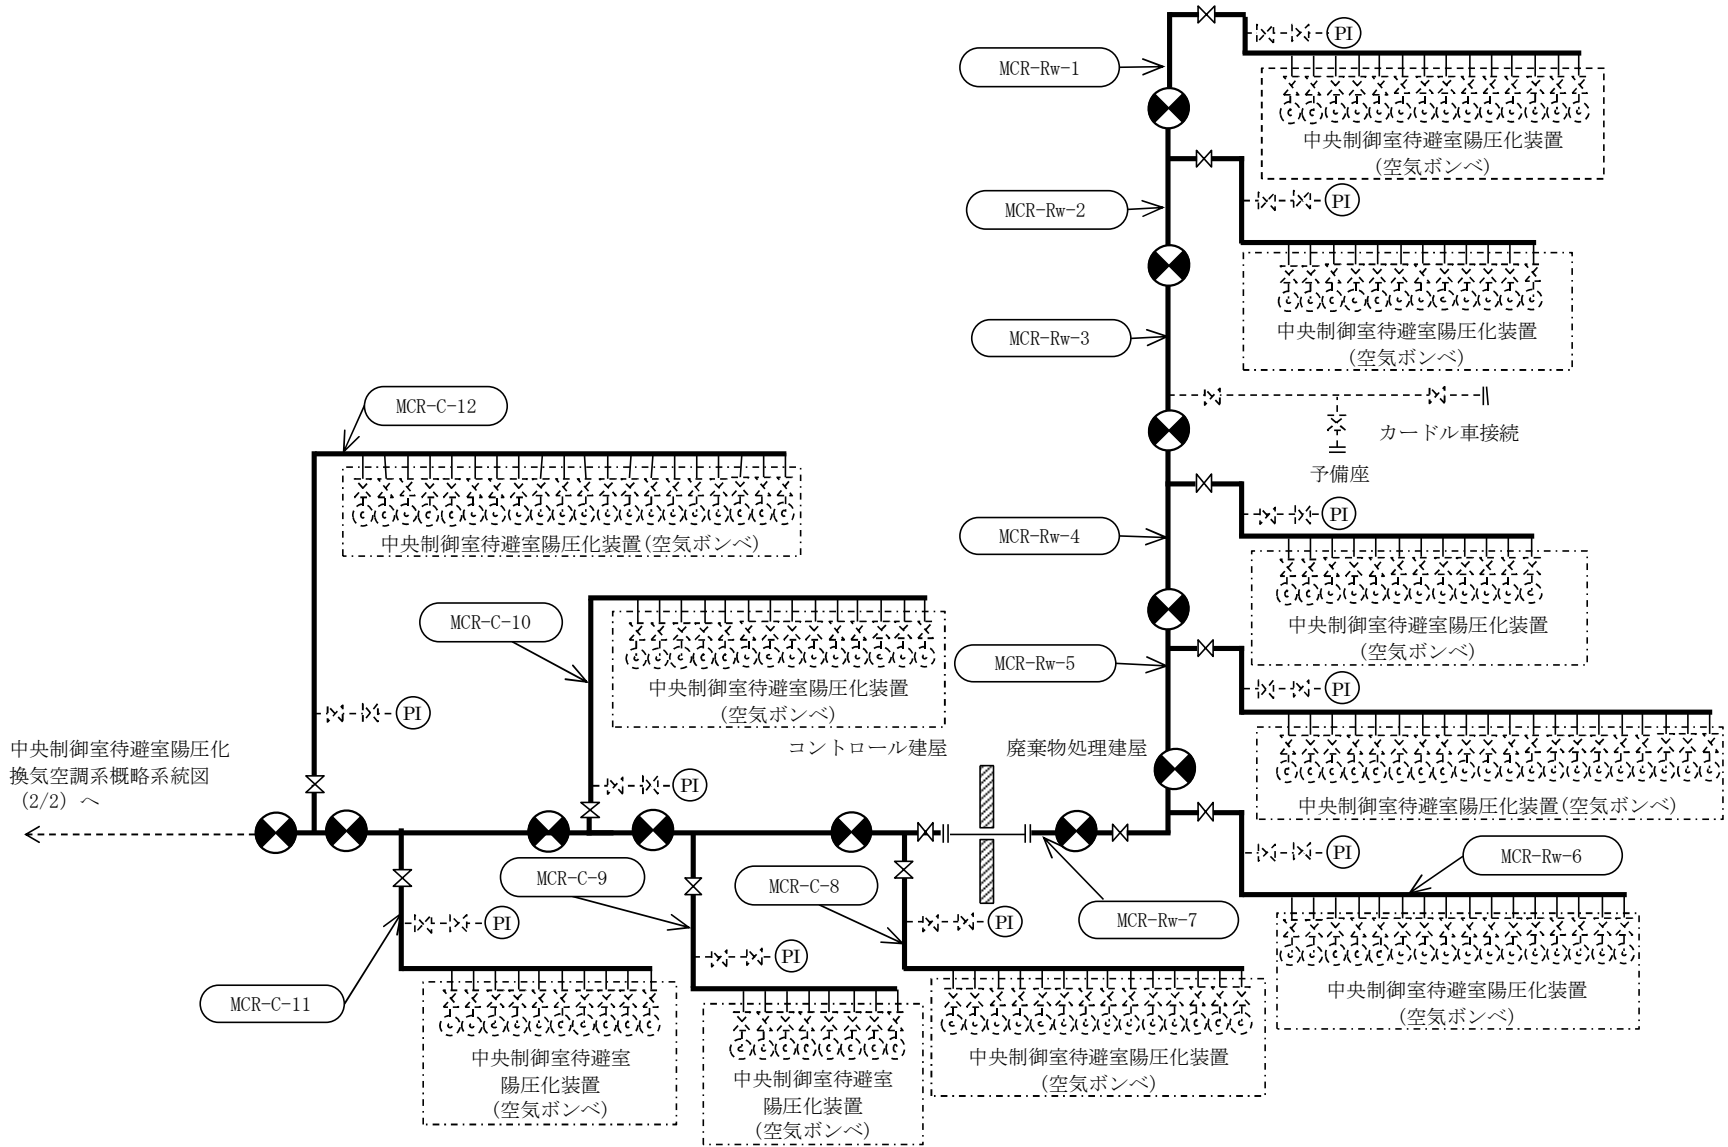 PI
MCR-Rw-1
中央制御室待避室陽圧化装置
(空気ボンベ)
PI
MCR-Rw-2
中央制御室待避室陽圧化装置
(空気ボンベ)
MCR-Rw-3
カードル車接続
予備座
MCR-C-12
中央制御室待避室陽圧化装置(空気ボンベ)
PI
MCR-Rw-4
中央制御室待避室陽圧化装置
(空気ボンベ)
MCR-C-10
MCR-Rw-5
PI
中央制御室待避室陽圧化装置
(空気ボンベ)
PI
コントロール建屋
廃棄物処理建屋
中央制御室待避室陽圧化
換気空調系概略系統図
(2/2) へ
PI
中央制御室待避室陽圧化装置(空気ボンベ)
PI
MCR-Rw-6
MCR-C-9
MCR-C-8
MCR-Rw-7
PI
PI
PI
MCR-C-11
中央制御室待避室陽圧化装置
(空気ボンベ)
中央制御室待避室
陽圧化装置
(空気ボンベ)
中央制御室待避室
陽圧化装置
(空気ボンベ)
中央制御室待避室陽圧化装置
(空気ボンベ)